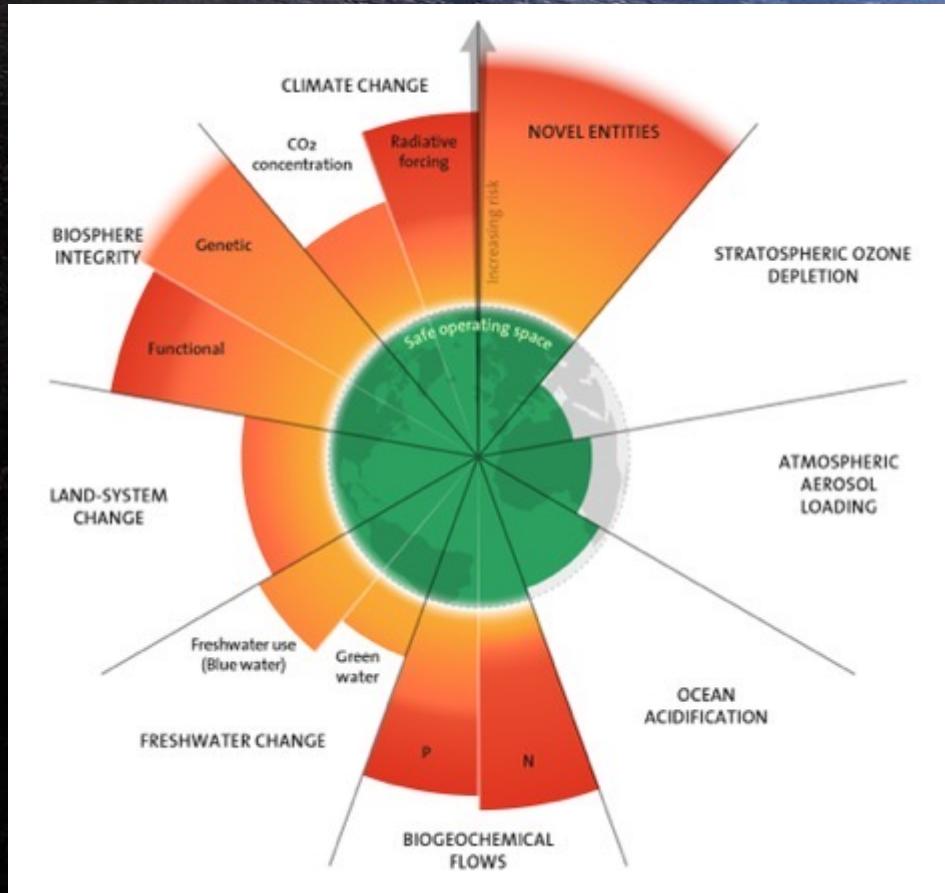 CLIMATE CHANGE
CO2
concentration
Radiative
forcing
NOVEL ENTITIES
Increasing risk
BIOSPHERE
INTEGRITY
Genetic
Functional
STRATOSPHERIC OZONE
DEPLETION
Safe operating space
ATMOSPHERIC
AEROSOL
LOADING
LAND-SYSTEM
CHANGE
Freshwater use
(Blue water)
Green
water
FRESHWATER CHANGE
OCEAN
ACIDIFICATION
P
N
BIOGEOCHEMICAL
FLOWS